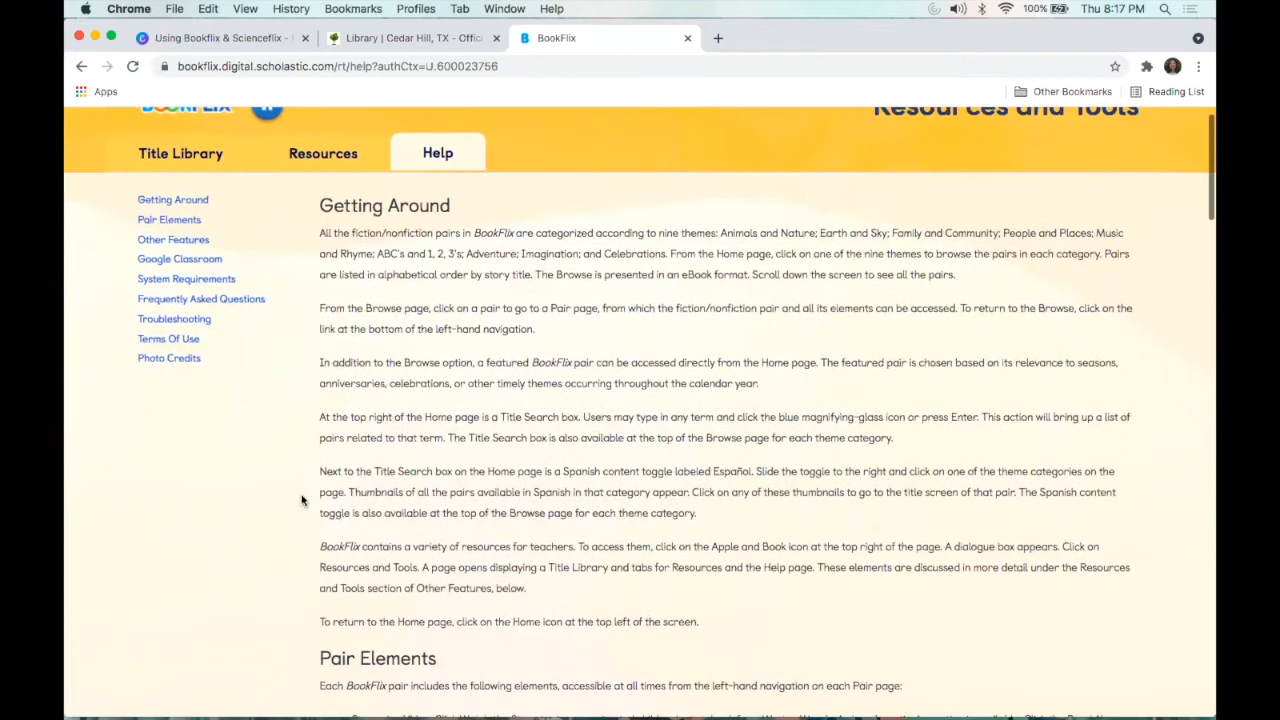 Chrome File Edit View History Bookmarks Profiles Tab Window Help 100% Thu 8:17 PM
Using Bookflix & Scienceflix - Library | Cedar Hill, TX - Offic BookFlix
bookflix.digital.scholastic.com/rt/help?authCtx=U.600023756
Apps Other Bookmarks Reading List
BOOKFLIX Resources and Tools
Title Library Resources Help
Getting Around
Pair Elements
Other Features
Google Classroom
System Requirements
Frequently Asked Questions
Troubleshooting
Terms Of Use
Photo Credits
Getting Around
All the fiction/nonfiction pairs in BookFlix are categorized according to nine themes: Animals and Nature; Earth and Sky; Family and Community; People and Places; Music
and Rhyme; ABC's and 1, 2, 3's; Adventure; Imagination; and Celebrations. From the Home page, click on one of the nine themes to browse the pairs in each category. Pairs
are listed in alphabetical order by story title. The Browse is presented in an eBook format. Scroll down the screen to see all the pairs.
From the Browse page, click on a pair to go to a Pair page, from which the fiction/nonfiction pair and all its elements can be accessed. To return to the Browse, click on the
link at the bottom of the left-hand navigation.
In addition to the Browse option, a featured BookFlix pair can be accessed directly from the Home page. The featured pair is chosen based on its relevance to seasons,
anniversaries, celebrations, or other timely themes occurring throughout the calendar year.
At the top right of the Home page is a Title Search box. Users may type in any term and click the blue magnifying-glass icon or press Enter. This action will bring up a list of
pairs related to that term. The Title Search box is also available at the top of the Browse page for each theme category.
Next to the Title Search box on the Home page is a Spanish content toggle labeled Español. Slide the toggle to the right and click on one of the theme categories on the
page. Thumbnails of all the pairs available in Spanish in that category appear. Click on any of these thumbnails to go to the title screen of that pair. The Spanish content
toggle is also available at the top of the Browse page for each theme category.
BookFlix contains a variety of resources for teachers. To access them, click on the Apple and Book icon at the top right of the page. A dialogue box appears. Click on
Resources and Tools. A page opens displaying a Title Library and tabs for Resources and the Help page. These elements are discussed in more detail under the Resources
and Tools section of Other Features, below.
To return to the Home page, click on the Home icon at the top left of the screen.
Pair Elements
Each BookFlix pair includes the following elements, accessible at all times from the left-hand navigation on each Pair page: